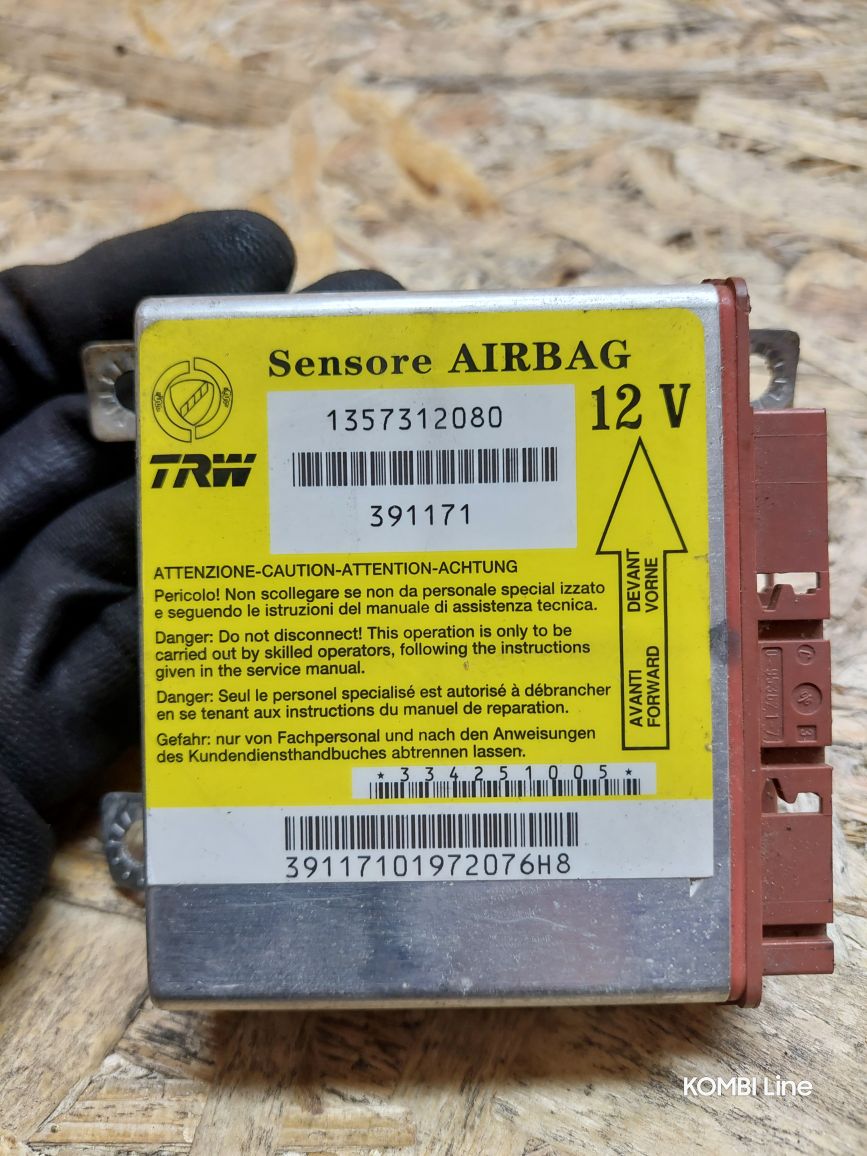 Sensore AIRBAG
12 V
1357312080
TRW
391171
ATTENZIONE-CAUTION-ATTENTION-ACHTUNG
Pericolo! Non scollegare se non da personale special izzato
e seguendo le istruzioni del manuale di assistenza tecnica.
Danger: Do not disconnect! This operation is only to be
carried out by skilled operators, following the instructions
given in the service manual.
Danger: Seul le personel specialisé est autorisé à débrancher
en se tenant aux instructions du manuel de reparation.
Gefahr: nur von Fachpersonal und nach den Anweisungen
des Kundendiensthandbuches abtrennen lassen.
AVANTI DEVANT
FORWARD VORNE
*334251005*
39117101972076H8
KOMBI Line